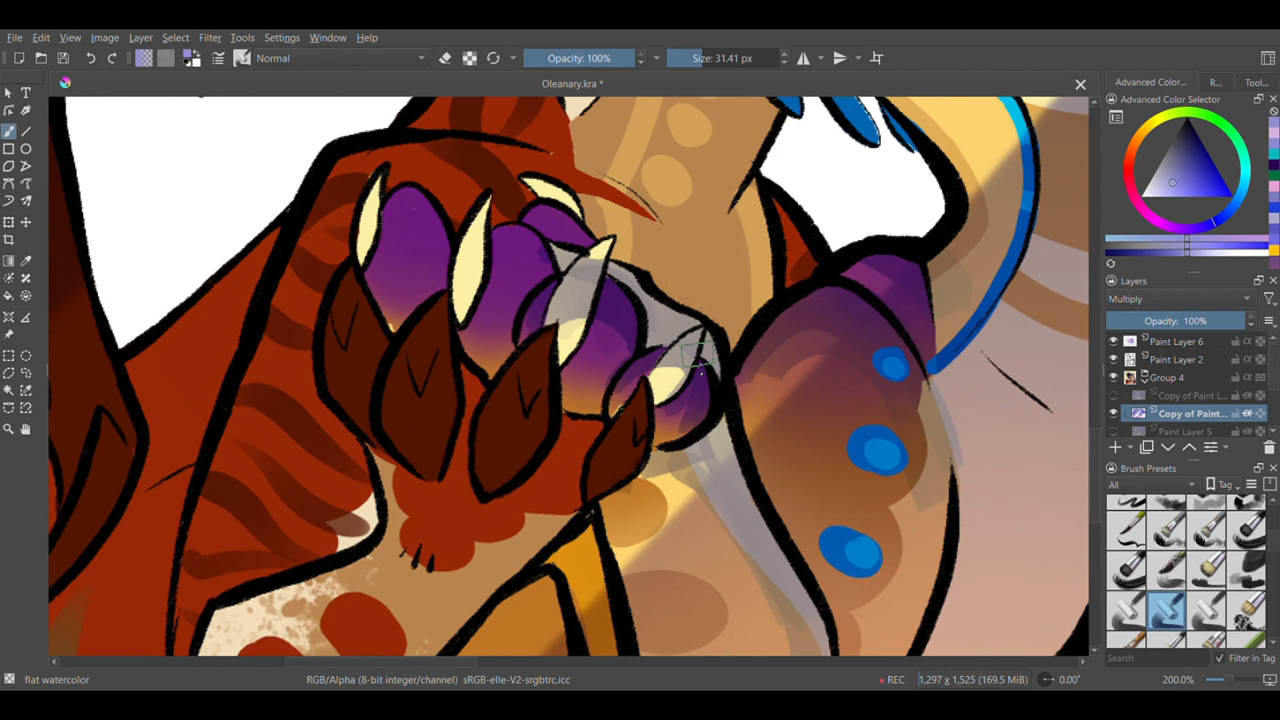 File Edit View Image Layer Select Filter Tools Settings Window Help
Normal Opacity: 100% Size: 31.41 px
Oleanary.kra *
Advanced Color... R... Tool...
Advanced Color Selector
Layers
Multiply
Opacity: 100%
Paint Layer 6
Paint Layer 2
Group 4
Copy of Paint L...
Copy of Paint...
Paint Layer 5
Brush Presets
All Tag
Search Filter in Tag
flat watercolor RGB/Alpha (8-bit integer/channel) sRGB-elle-V2-srgbtrc.icc REC 1,297 x 1,525 (169.5 MiB) 0.00° 200.0%